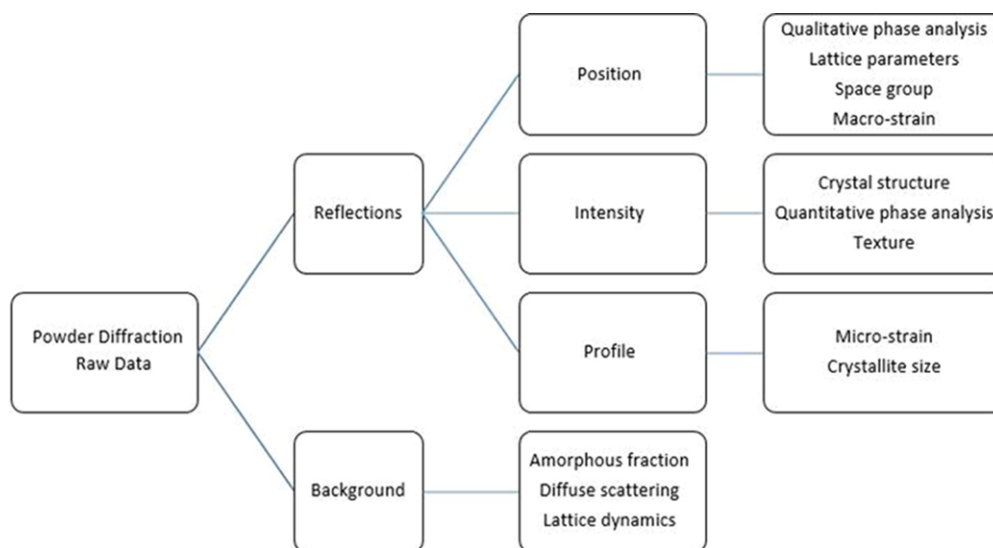 Powder Diffraction
Raw Data
Reflections
Background
Position
Intensity
Profile
Amorphous fraction
Diffuse scattering
Lattice dynamics
Qualitative phase analysis
Lattice parameters
Space group
Macro-strain
Crystal structure
Quantitative phase analysis
Texture
Micro-strain
Crystallite size